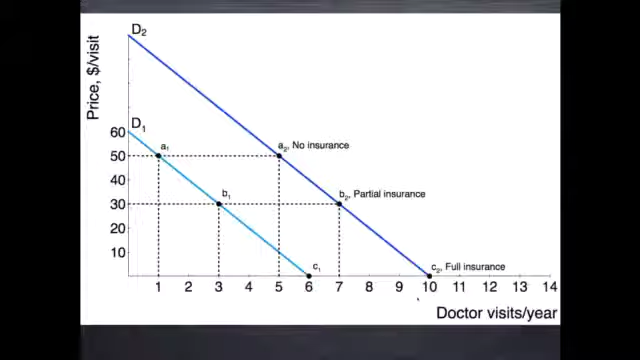 D2
Price, $/visit
60
D1
50
a1
a2, No insurance
40
30
b1
b2, Partial insurance
20
10
c1
c2, Full insurance
1 2 3 4 5 6 7 8 9 10 11 12 13 14
Doctor visits/year